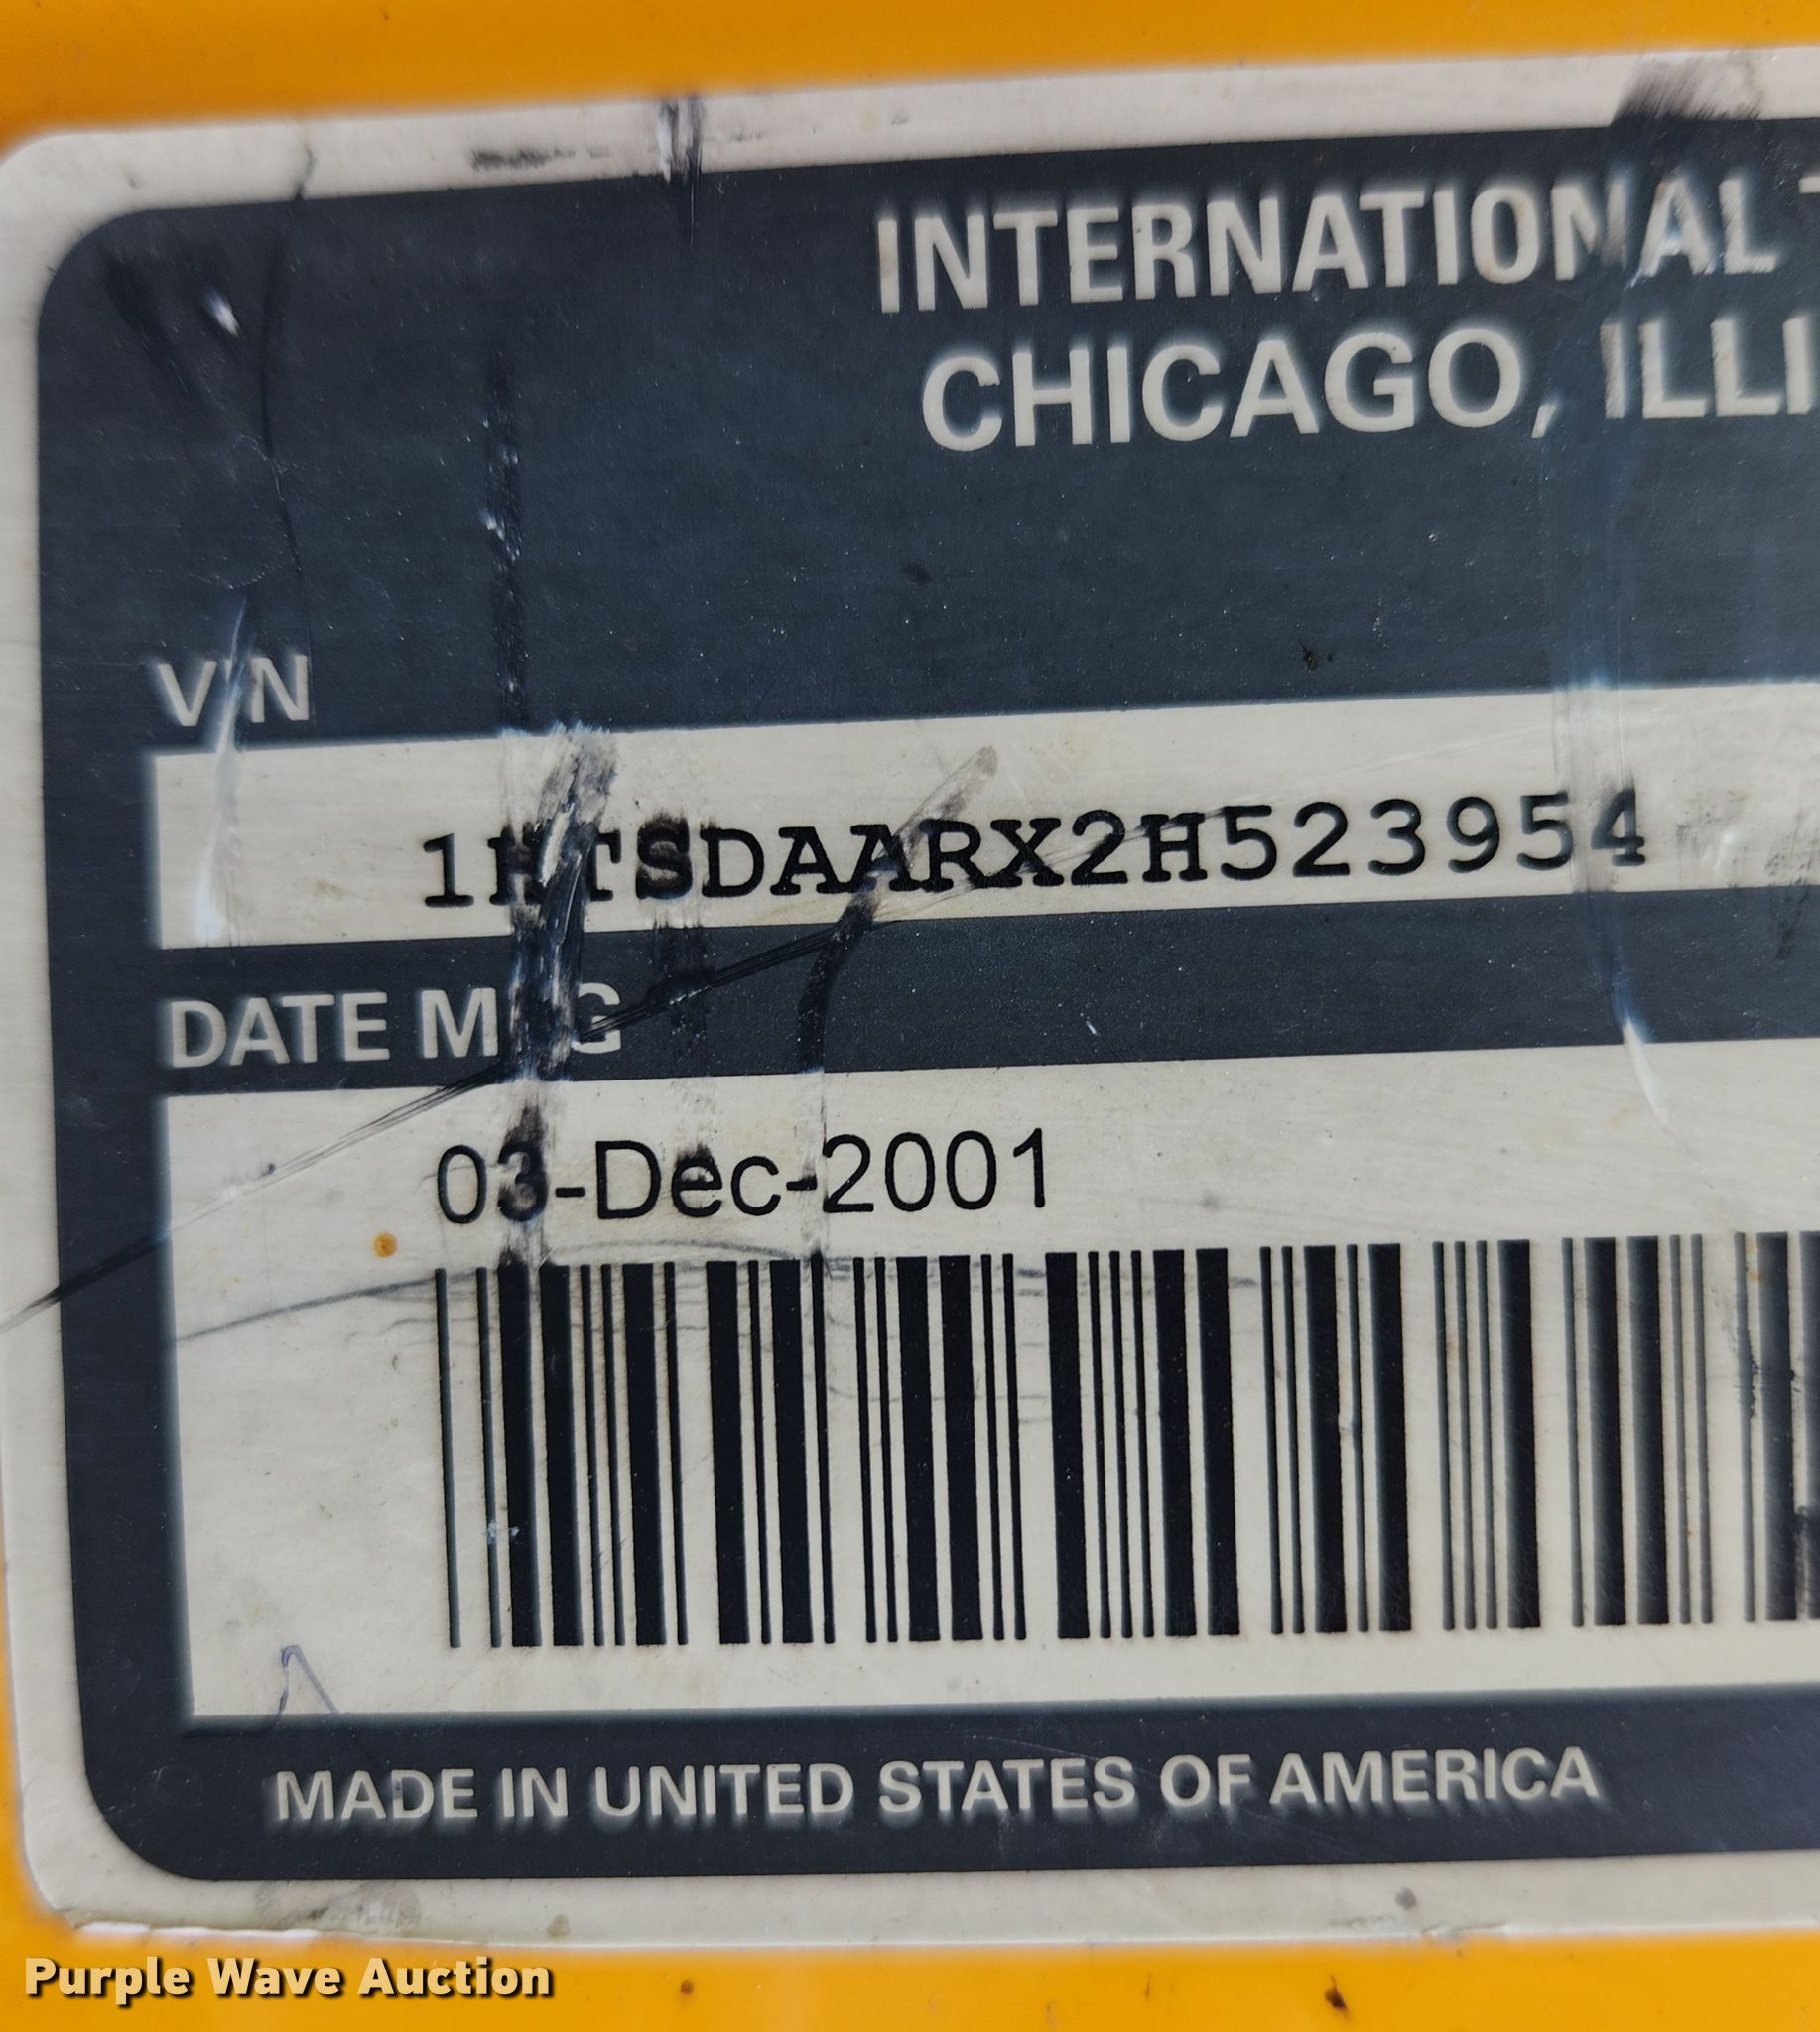 INTERNATIONAL
CHICAGO, ILLI
VIN
1HTSDAARX2H523954
DATE MFG
03-Dec-2001
MADE IN UNITED STATES OF AMERICA
Purple Wave Auction